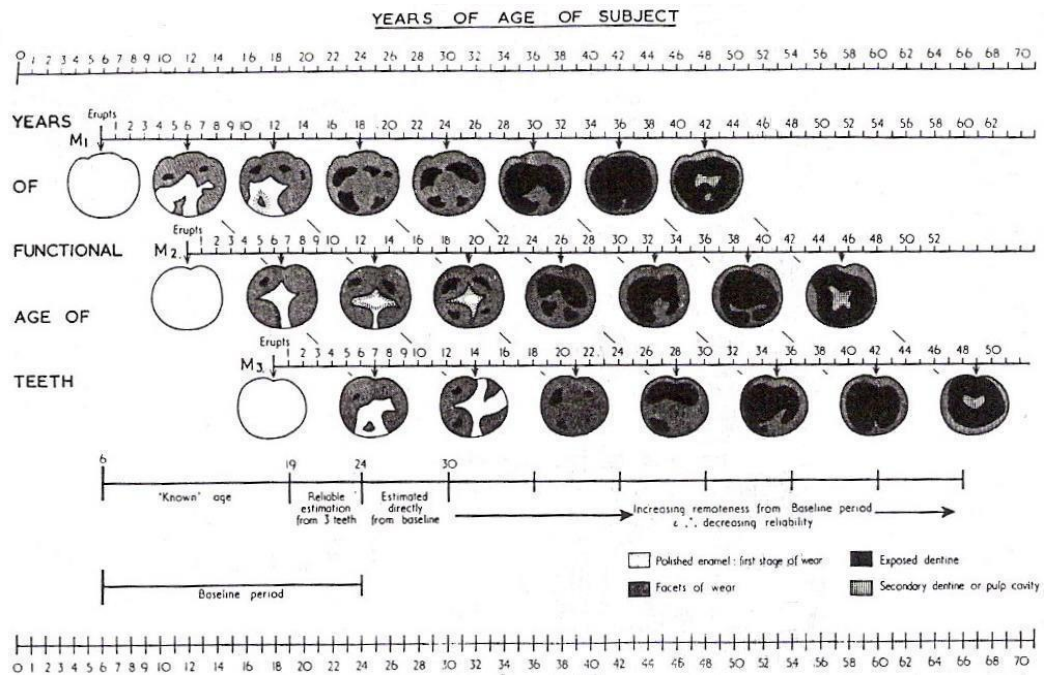 YEARS OF AGE OF SUBJECT
0 1 2 3 4 5 6 7 8 9 10 12 14 16 18 20 22 24 26 28 30 32 34 36 38 40 42 44 46 48 50 52 54 56 58 60 62 64 66 70
YEARS
Erupts
M1 1 2 3 4 5 6 7 8 9 10 12 14 16 18 20 22 24 26 28 30 32 34 36 38 40 42 44 46 48 50 52 54 56 58 60 62
OF
Erupts
FUNCTIONAL M2. 1 2 3 4 5 6 7 8 9 10 12 14 16 18 20 22 24 26 28 30 32 34 36 38 40 42 44 46 48 50 52
AGE OF
Erupts
M3. 1 2 3 4 5 6 7 8 9 10 12 14 16 18 20 22 24 26 28 30 32 34 36 38 40 42 44 46 48 50
TEETH
6 19 24 30
"Known" age
Reliable estimation from 3 teeth
Estimated directly from baseline
Increasing remoteness from Baseline period
decreasing reliability
Polished enamel : first stage of wear
Exposed dentine
Facets of wear
Secondary dentine or pulp cavity
Baseline period
0 1 2 3 4 5 6 7 8 9 10 12 14 16 18 20 22 24 26 28 30 32 34 36 38 40 42 44 46 48 50 52 54 56 58 60 62 64 66 68 70